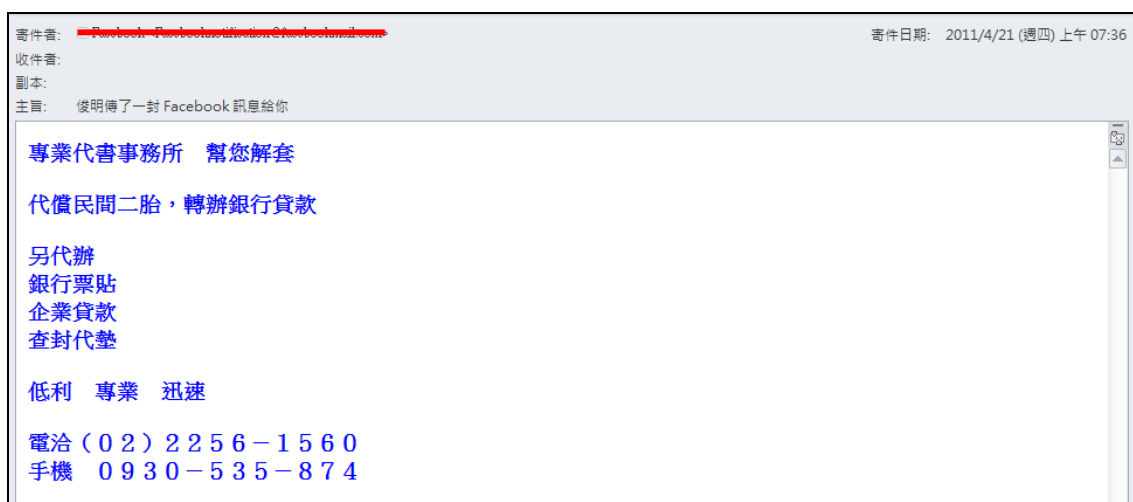 寄件者:
寄件日期: 2011/4/21 (週四) 上午 07:36
收件者:
副本:
主旨: 俊明傳了一封 Facebook 訊息給你
專業代書事務所　幫您解套
代償民間二胎，轉辦銀行貸款
另代辦
銀行票貼
企業貸款
查封代墊
低利　專業　迅速
電洽（０２）２２５６－１５６０
手機　０９３０－５３５－８７４